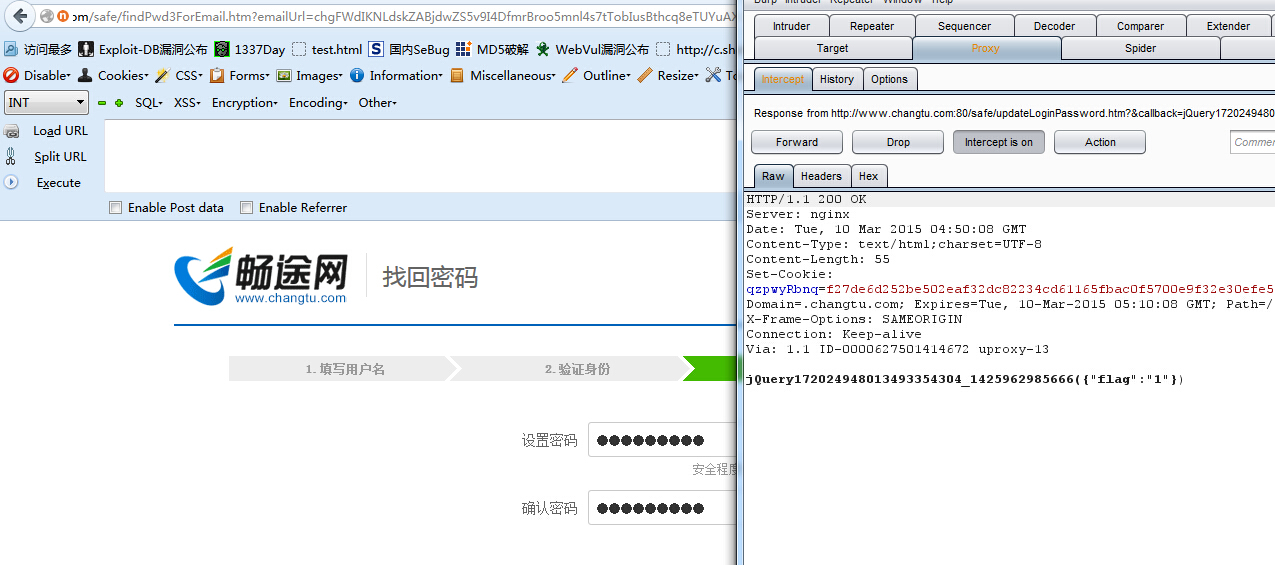 om/safe/findPwd3ForEmail.htm?emailUrl=chgFWdIKNLdskZABjdwZS5v9I4DfmrBroo5mnl4s7tTobIusBthcq8eTUYuAX
访问最多 Exploit-DB漏洞公布 1337Day test.html 国内SeBug MD5破解 WebVul漏洞公布 http://c.sh
Disable Cookies CSS Forms Images Information Miscellaneous Outline Resize To
INT SQL XSS Encryption Encoding Other
Load URL
Split URL
Execute
Enable Post data Enable Referrer
畅途网
www.changtu.com
找回密码
1. 填写用户名 2. 验证身份
设置密码
安全程度
确认密码
Burp Intruder Repeater Window Help
Intruder Repeater Sequencer Decoder Comparer Extender
Target Proxy Spider
Intercept History Options
Response from http://www.changtu.com:80/safe/updateLoginPassword.htm?&callback=jQuery1720249480
Forward Drop Intercept is on Action Commen
Raw Headers Hex
HTTP/1.1 200 OK
Server: nginx
Date: Tue, 10 Mar 2015 04:50:08 GMT
Content-Type: text/html;charset=UTF-8
Content-Length: 55
Set-Cookie:
qzpwyRbnq=f27de6d252be502eaf32dc82234cd61165fbac0f5700e9f32e30efe5
Domain=.changtu.com; Expires=Tue, 10-Mar-2015 05:10:08 GMT; Path=/
X-Frame-Options: SAMEORIGIN
Connection: Keep-alive
Via: 1.1 ID-0000627501414672 uproxy-13
jQuery172024948013493354304_1425962985666({"flag":"1"})